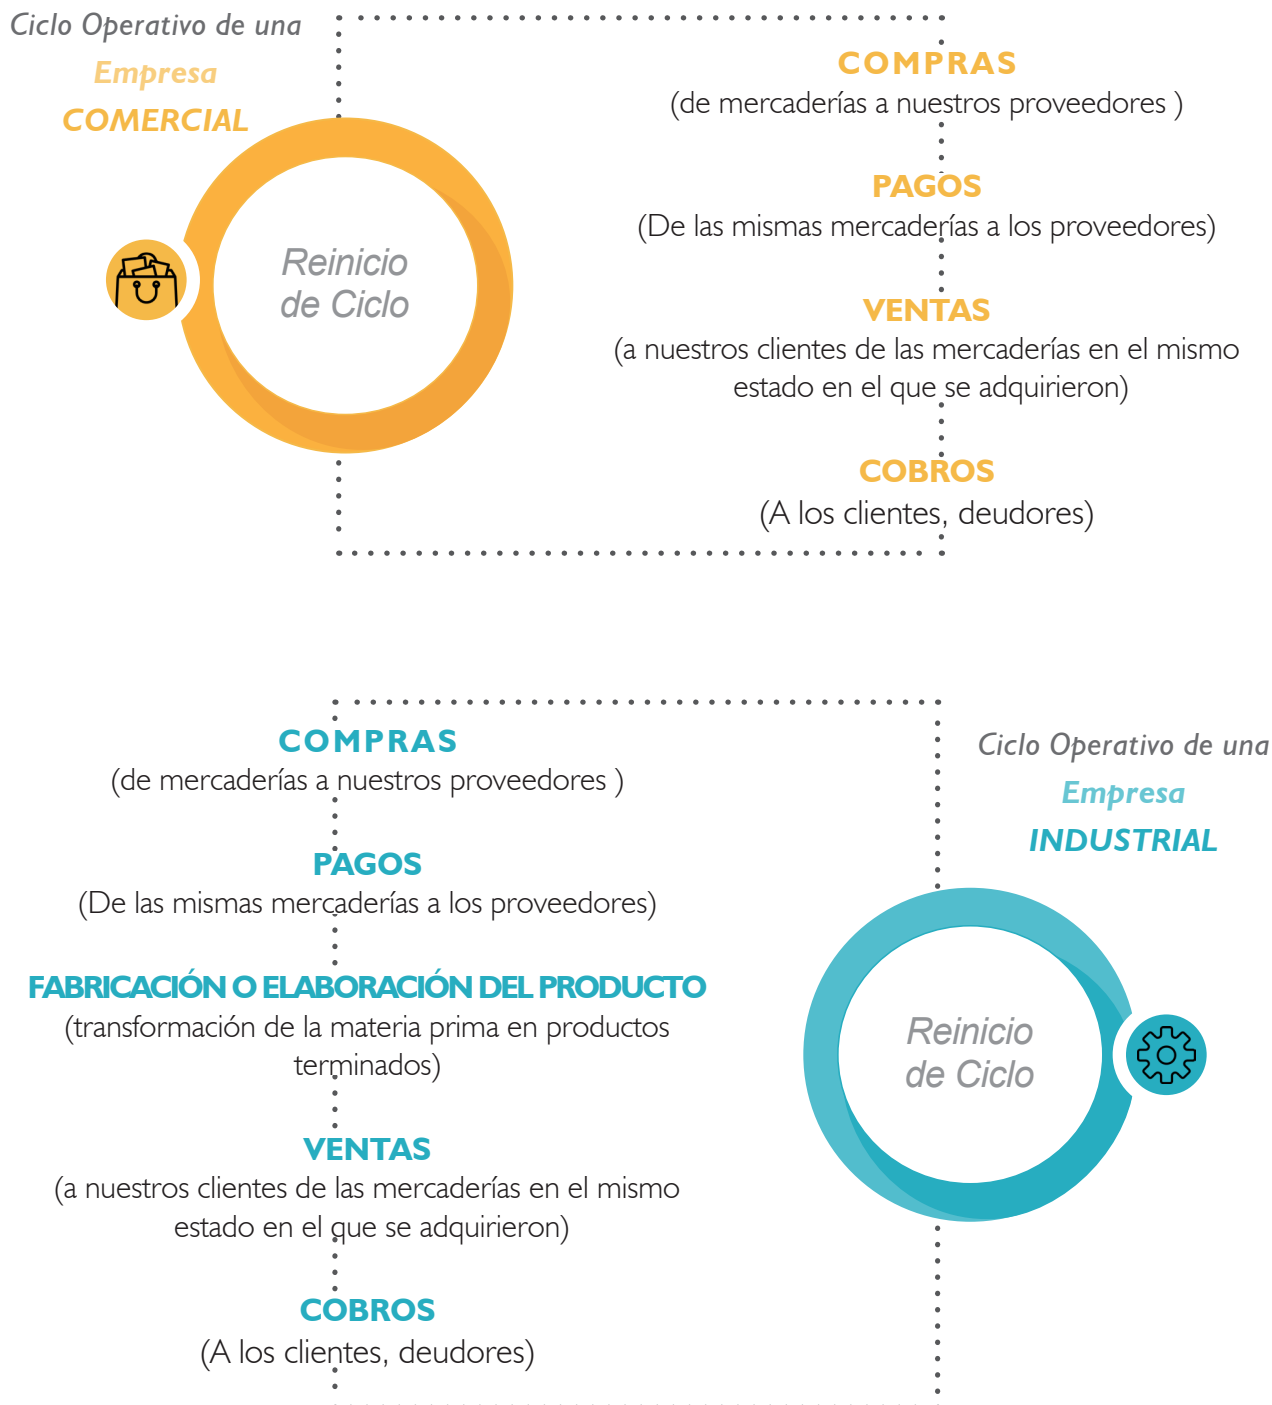 Ciclo Operativo de una
Empresa
COMERCIAL
Reinicio
de Ciclo
COMPRAS
(de mercaderías a nuestros proveedores )
PAGOS
(De las mismas mercaderías a los proveedores)
VENTAS
(a nuestros clientes de las mercaderías en el mismo
estado en el que se adquirieron)
COBROS
(A los clientes, deudores)
COMPRAS
(de mercaderías a nuestros proveedores )
PAGOS
(De las mismas mercaderías a los proveedores)
FABRICACIÓN O ELABORACIÓN DEL PRODUCTO
(transformación de la materia prima en productos
terminados)
VENTAS
(a nuestros clientes de las mercaderías en el mismo
estado en el que se adquirieron)
COBROS
(A los clientes, deudores)
Ciclo Operativo de una
Empresa
INDUSTRIAL
Reinicio
de Ciclo